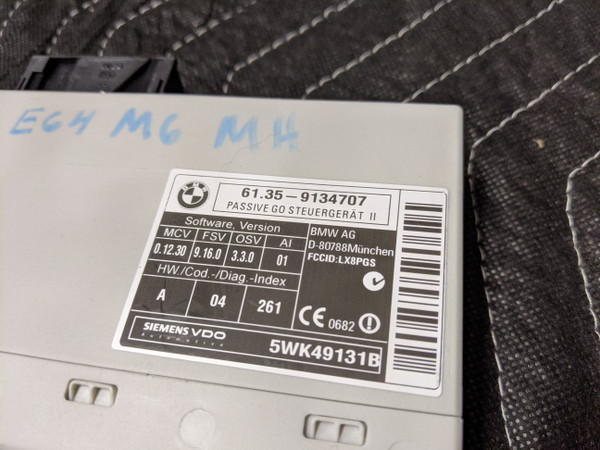 E64 M6 MH
BMW
61.35 - 9134707
PASSIVE GO STEUERGERÄT II
Software, Version
MCV FSV OSV AI
0.12.30 9.16.0 3.3.0 01
HW./Cod.-/Diag.-Index
A 04 261
BMW AG
D-80788München
FCCID:LX8PGS
CE 0682
SIEMENS VDO
Automotive
5WK49131B